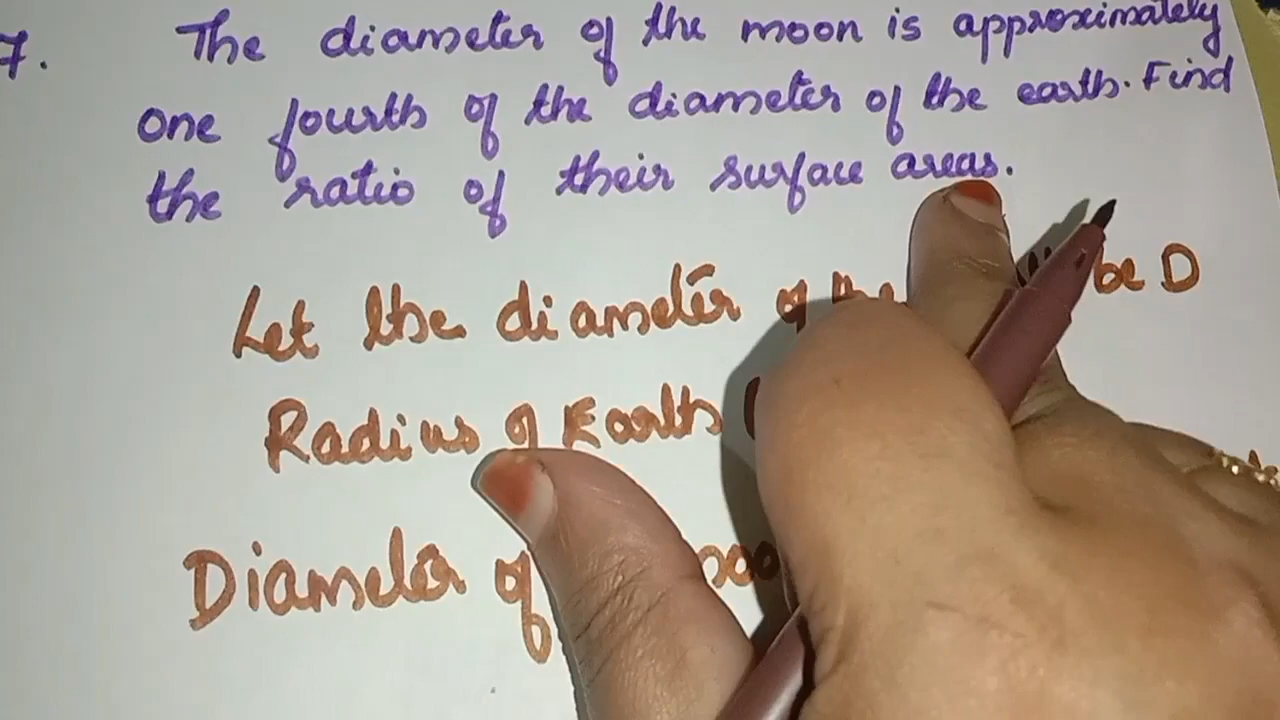 7. The diameter of the moon is approximately
one fourth of the diameter of the earth. Find
the ratio of their surface areas.
Let the diameter of the be D
Radius of Earth
Diameter of